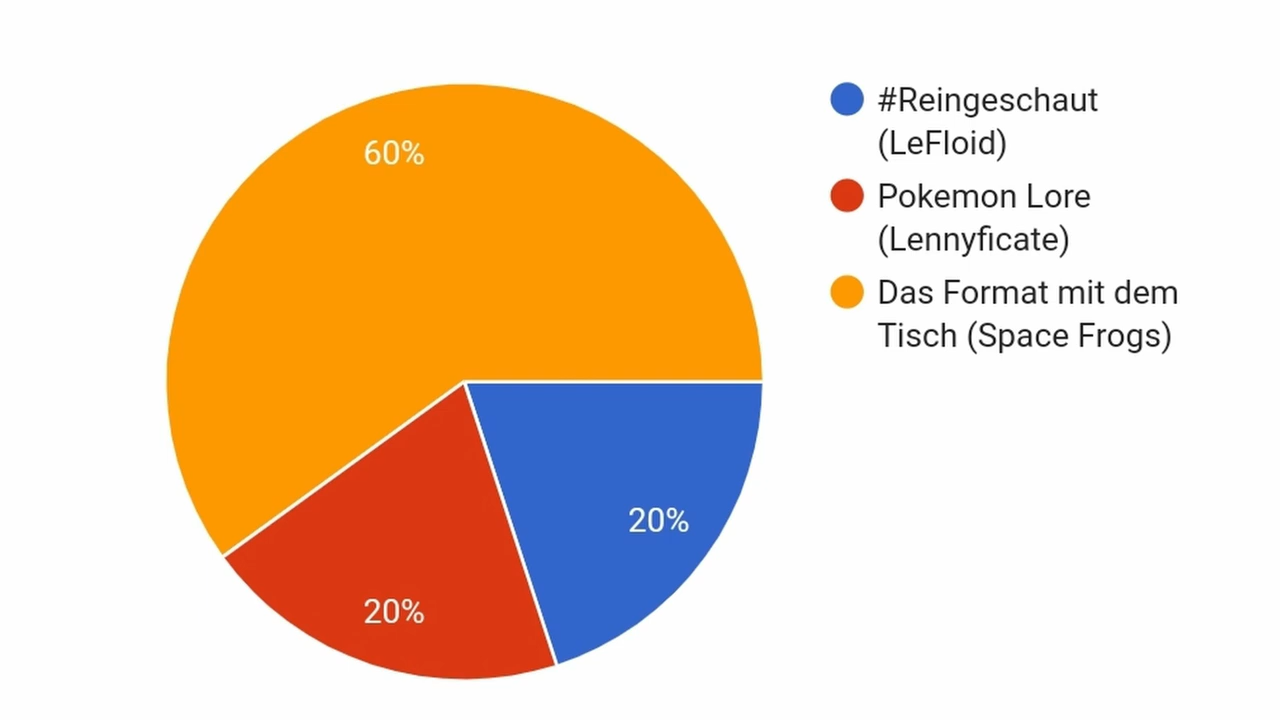 60%
20%
20%
#Reingeschaut
(LeFloid)
Pokemon Lore
(Lennyficate)
Das Format mit dem
Tisch (Space Frogs)